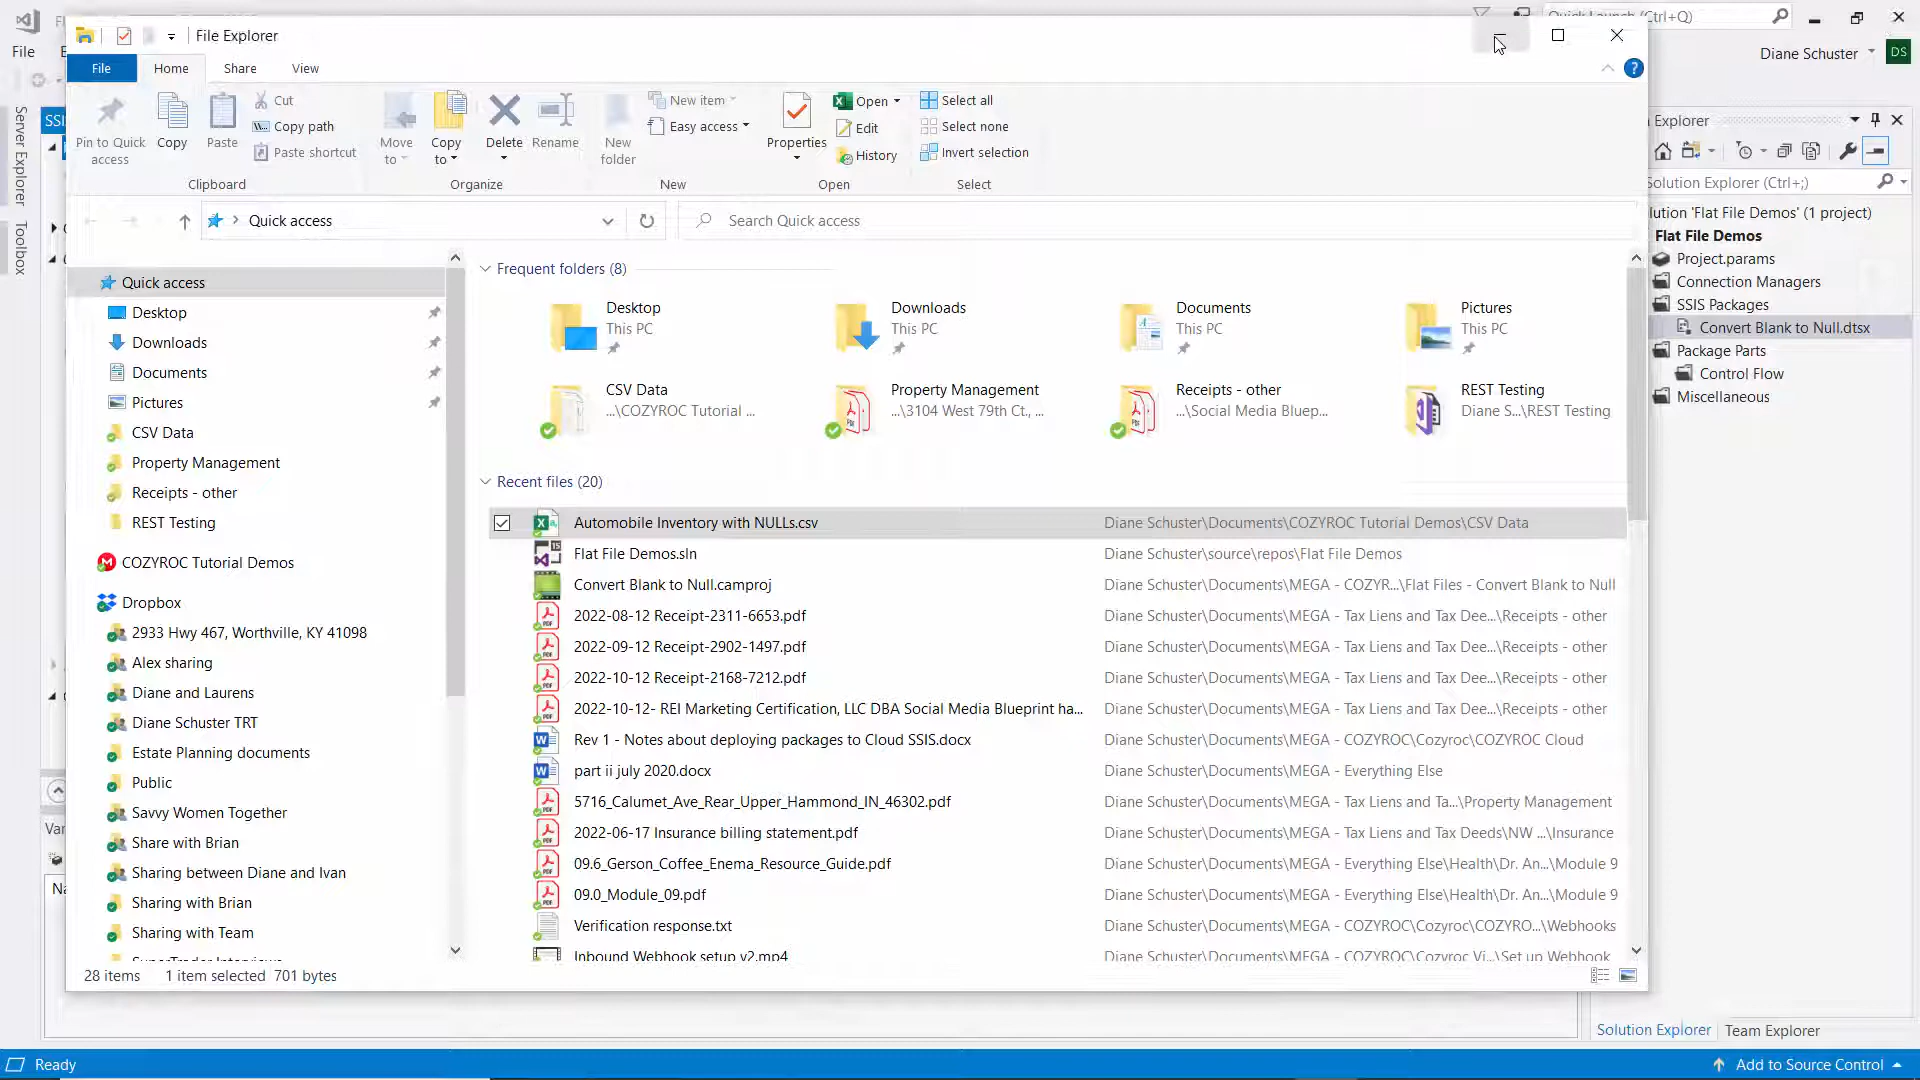 Quick Launch (Ctrl+Q)
File Explorer
File
Diane Schuster
DS
File
Home
Share
View
Pin to Quick access
Copy
Paste
Cut
Copy path
Paste shortcut
Clipboard
Move to
Copy to
Delete
Rename
Organize
New folder
New item
Easy access
New
Properties
Open
Edit
History
Open
Select all
Select none
Invert selection
Select
Server Explorer
Toolbox
SSIS
Quick access
Search Quick access
Quick access
Desktop
Downloads
Documents
Pictures
CSV Data
Property Management
Receipts - other
REST Testing
COZYROC Tutorial Demos
Dropbox
2933 Hwy 467, Worthville, KY 41098
Alex sharing
Diane and Laurens
Diane Schuster TRT
Estate Planning documents
Public
Savvy Women Together
Share with Brian
Sharing between Diane and Ivan
Sharing with Brian
Sharing with Team
SuperTrader Interviews
Frequent folders (8)
Desktop
This PC
Downloads
This PC
Documents
This PC
Pictures
This PC
CSV Data
...\COZYROC Tutorial ...
Property Management
...\3104 West 79th Ct., ...
Receipts - other
...\Social Media Bluep...
REST Testing
Diane S...\REST Testing
Recent files (20)
Automobile Inventory with NULLs.csv Diane Schuster\Documents\COZYROC Tutorial Demos\CSV Data
Flat File Demos.sln Diane Schuster\source\repos\Flat File Demos
Convert Blank to Null.camproj Diane Schuster\Documents\MEGA - COZYR...\Flat Files - Convert Blank to Null
2022-08-12 Receipt-2311-6653.pdf Diane Schuster\Documents\MEGA - Tax Liens and Tax Dee...\Receipts - other
2022-09-12 Receipt-2902-1497.pdf Diane Schuster\Documents\MEGA - Tax Liens and Tax Dee...\Receipts - other
2022-10-12 Receipt-2168-7212.pdf Diane Schuster\Documents\MEGA - Tax Liens and Tax Dee...\Receipts - other
2022-10-12- REI Marketing Certification, LLC DBA Social Media Blueprint ha... Diane Schuster\Documents\MEGA - Tax Liens and Tax Dee...\Receipts - other
Rev 1 - Notes about deploying packages to Cloud SSIS.docx Diane Schuster\Documents\MEGA - COZYROC\Cozyroc\COZYROC Cloud
part ii july 2020.docx Diane Schuster\Documents\MEGA - Everything Else
5716_Calumet_Ave_Rear_Upper_Hammond_IN_46302.pdf Diane Schuster\Documents\MEGA - Tax Liens and Ta...\Property Management
2022-06-17 Insurance billing statement.pdf Diane Schuster\Documents\MEGA - Tax Liens and Tax Deeds\NW ...\Insurance
09.6_Gerson_Coffee_Enema_Resource_Guide.pdf Diane Schuster\Documents\MEGA - Everything Else\Health\Dr. An...\Module 9
09.0_Module_09.pdf Diane Schuster\Documents\MEGA - Everything Else\Health\Dr. An...\Module 9
Verification response.txt Diane Schuster\Documents\MEGA - COZYROC\Cozyroc\COZYRO...\Webhooks
Inbound Webhook setup v2.mp4 Diane Schuster\Documents\MEGA - COZYROC\Cozyroc Vi...\Set up Webhook
28 items 1 item selected 701 bytes
Explorer
Solution Explorer (Ctrl+;)
lution 'Flat File Demos' (1 project)
Flat File Demos
Project.params
Connection Managers
SSIS Packages
Convert Blank to Null.dtsx
Package Parts
Control Flow
Miscellaneous
Var
Na
Solution Explorer
Team Explorer
Ready
Add to Source Control